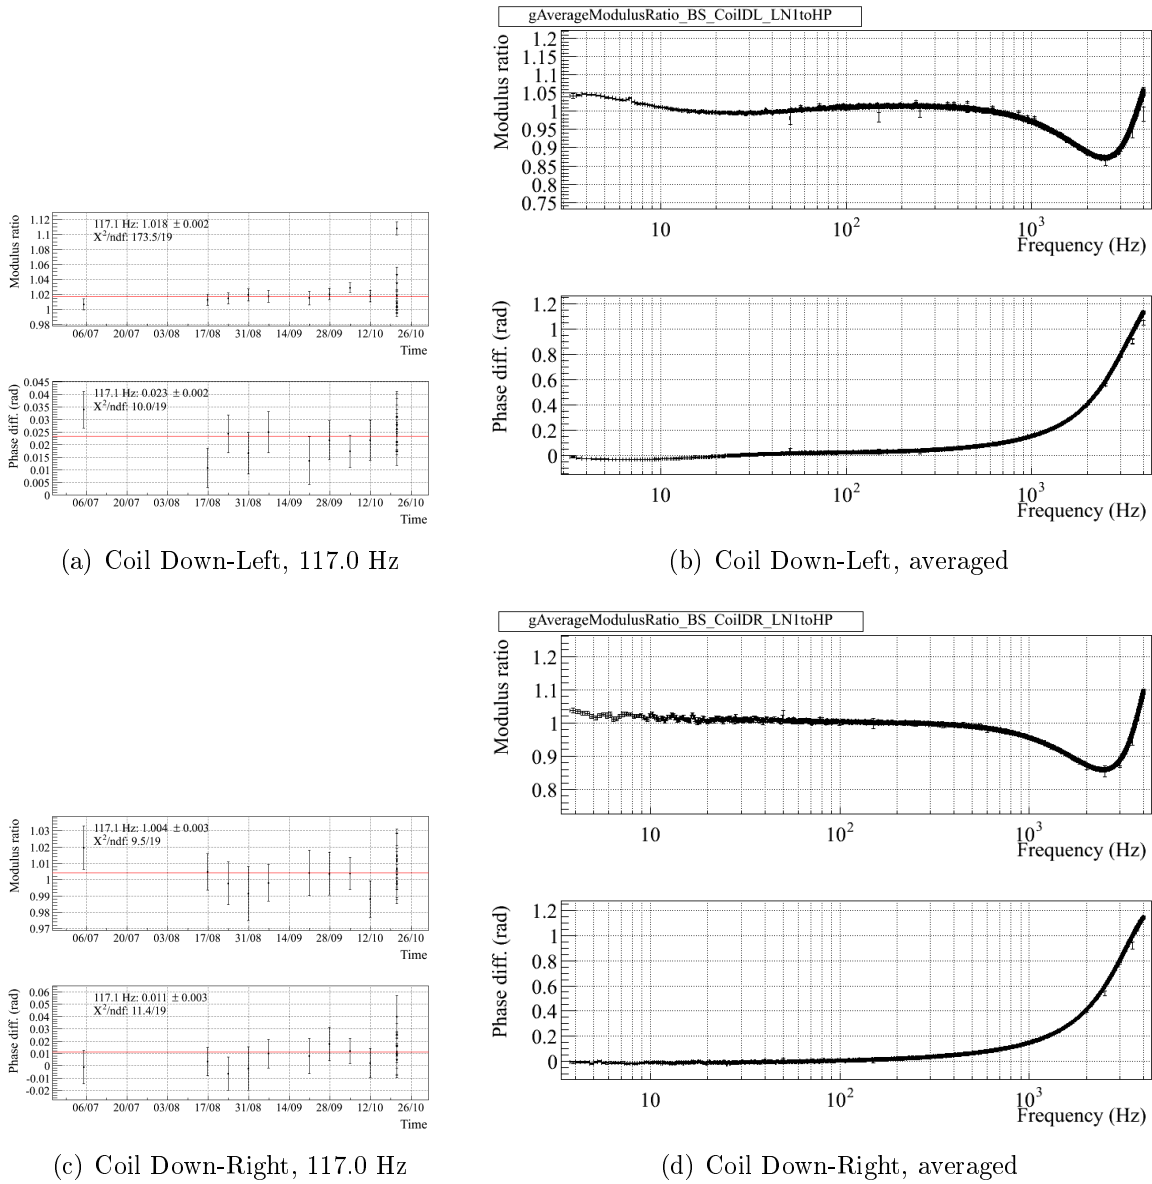 gAverageModulusRatio_BS_CoilDL_LN1toHP
Modulus ratio
1.2
1.15
1.1
1.05
1
0.95
0.9
0.85
0.8
0.75
10
10²
10³
Frequency (Hz)
Modulus ratio
117.1 Hz: 1.018 ± 0.002
X²/ndf: 173.5/19
1.12
1.1
1.08
1.06
1.04
1.02
1
0.98
06/07 20/07 03/08 17/08 31/08 14/09 28/09 12/10 26/10
Time
Phase diff. (rad)
117.1 Hz: 0.023 ± 0.002
X²/ndf: 10.0/19
0.045
0.04
0.035
0.03
0.025
0.02
0.015
0.01
0.005
0
06/07 20/07 03/08 17/08 31/08 14/09 28/09 12/10 26/10
Time
Phase diff. (rad)
1.2
1
0.8
0.6
0.4
0.2
0
10
10²
10³
Frequency (Hz)
(a) Coil Down-Left, 117.0 Hz
(b) Coil Down-Left, averaged
gAverageModulusRatio_BS_CoilDR_LN1toHP
Modulus ratio
1.2
1.1
1
0.9
0.8
10
10²
10³
Frequency (Hz)
Modulus ratio
117.1 Hz: 1.004 ± 0.003
X²/ndf: 9.5/19
1.03
1.02
1.01
1
0.99
0.98
0.97
06/07 20/07 03/08 17/08 31/08 14/09 28/09 12/10 26/10
Time
Phase diff. (rad)
117.1 Hz: 0.011 ± 0.003
X²/ndf: 11.4/19
0.06
0.05
0.04
0.03
0.02
0.01
0
-0.01
-0.02
06/07 20/07 03/08 17/08 31/08 14/09 28/09 12/10 26/10
Time
Phase diff. (rad)
1.2
1
0.8
0.6
0.4
0.2
0
10
10²
10³
Frequency (Hz)
(c) Coil Down-Right, 117.0 Hz
(d) Coil Down-Right, averaged